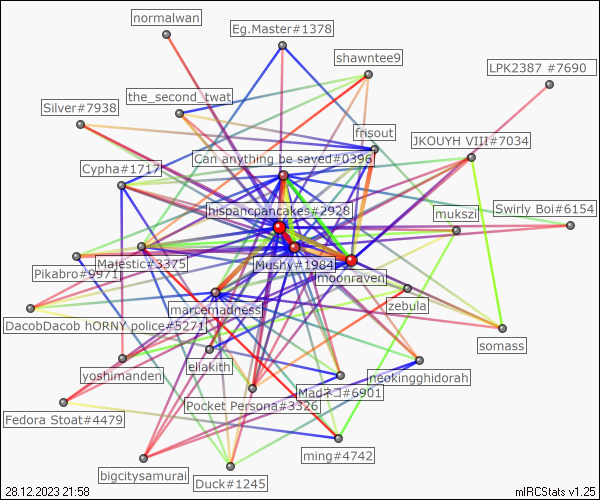 normalwan
Eg.Master#1378
shawntee9
LPK2387 #7690
the_second_twat
Silver#7938
frisout
JKOUYH VIII#7034
Can anything be saved#0396
Cypha#1717
hispancpancakes#2928
mukszi
Swirly Boi#6154
Majestic#3375
Mushy#1984
Pikabro#9971
moonraven
marcemadness
zebula
DacobDacob hORNY police#5271
somass
ellakith
yoshimanden
neokingghidorah
Madネコ#6901
Pocket Persona#3326
Fedora Stoat#4479
ming#4742
bigcitysamurai
Duck#1245
28.12.2023 21:58
mIRCStats v1.25